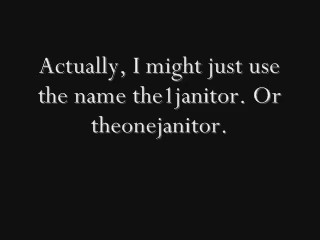 Actually, I might just use
the name the1janitor. Or
theonejanitor.